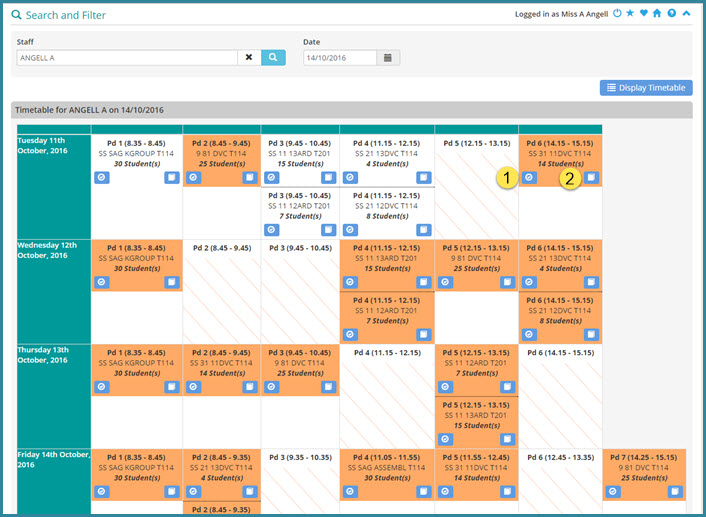 Search and Filter
Logged in as Miss A Angell
Staff
Date
ANGELL A
14/10/2016
Display Timetable
Timetable for ANGELL A on 14/10/2016
Tuesday 11th October, 2016
Pd 1 (8.35 - 8.45)
SS SAG KGROUP T114
30 Student(s)
Pd 2 (8.45 - 9.45)
9 81 DVC T114
25 Student(s)
Pd 3 (9.45 - 10.45)
SS 11 13ARD T201
15 Student(s)
Pd 3 (9.45 - 10.45)
SS 11 12ARD T201
7 Student(s)
Pd 4 (11.15 - 12.15)
SS 21 13DVC T114
4 Student(s)
Pd 4 (11.15 - 12.15)
SS 21 12DVC T114
8 Student(s)
Pd 5 (12.15 - 13.15)
Pd 6 (14.15 - 15.15)
SS 31 11DVC T114
14 Student(s)
1
2
Wednesday 12th October, 2016
Pd 1 (8.35 - 8.45)
SS SAG KGROUP T114
30 Student(s)
Pd 2 (8.45 - 9.45)
Pd 3 (9.45 - 10.45)
Pd 4 (11.15 - 12.15)
SS 11 13ARD T201
15 Student(s)
Pd 4 (11.15 - 12.15)
SS 11 12ARD T201
7 Student(s)
Pd 5 (12.15 - 13.15)
9 81 DVC T114
25 Student(s)
Pd 6 (14.15 - 15.15)
SS 21 13DVC T114
4 Student(s)
Pd 6 (14.15 - 15.15)
SS 21 12DVC T114
8 Student(s)
Thursday 13th October, 2016
Pd 1 (8.35 - 8.45)
SS SAG KGROUP T114
30 Student(s)
Pd 2 (8.45 - 9.45)
SS 31 11DVC T114
14 Student(s)
Pd 3 (9.45 - 10.45)
9 81 DVC T114
25 Student(s)
Pd 4 (11.15 - 12.15)
Pd 5 (12.15 - 13.15)
SS 11 12ARD T201
7 Student(s)
Pd 5 (12.15 - 13.15)
SS 11 13ARD T201
15 Student(s)
Pd 6 (14.15 - 15.15)
Friday 14th October, 2016
Pd 1 (8.35 - 8.45)
SS SAG KGROUP T114
30 Student(s)
Pd 2 (8.45 - 9.35)
SS 21 13DVC T114
4 Student(s)
Pd 2 (8.45 - 9.35)
Pd 3 (9.35 - 10.35)
Pd 4 (11.05 - 11.55)
SS SAG ASSEMBL T114
30 Student(s)
Pd 5 (11.55 - 12.45)
SS 31 11DVC T114
14 Student(s)
Pd 6 (12.45 - 13.35)
Pd 7 (14.25 - 15.15)
9 81 DVC T114
25 Student(s)